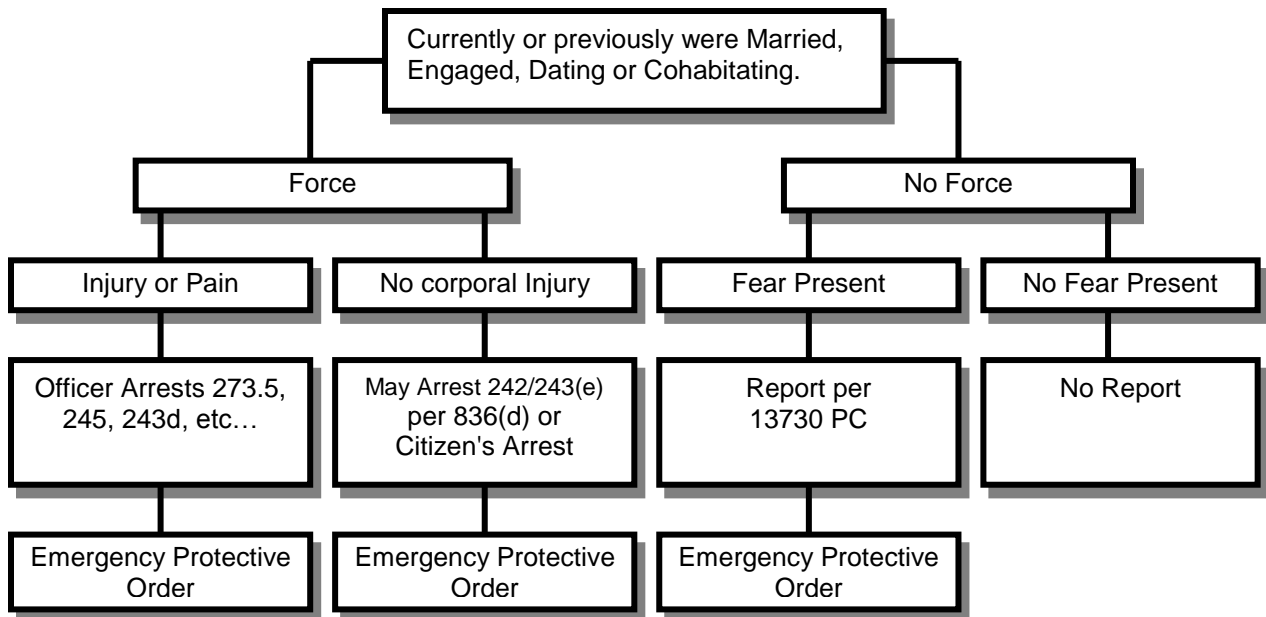 Currently or previously were Married,
Engaged, Dating or Cohabitating.
Force
No Force
Injury or Pain
No corporal Injury
Fear Present
No Fear Present
Officer Arrests 273.5,
245, 243d, etc…
May Arrest 242/243(e)
per 836(d) or
Citizen's Arrest
Report per
13730 PC
No Report
Emergency Protective
Order
Emergency Protective
Order
Emergency Protective
Order